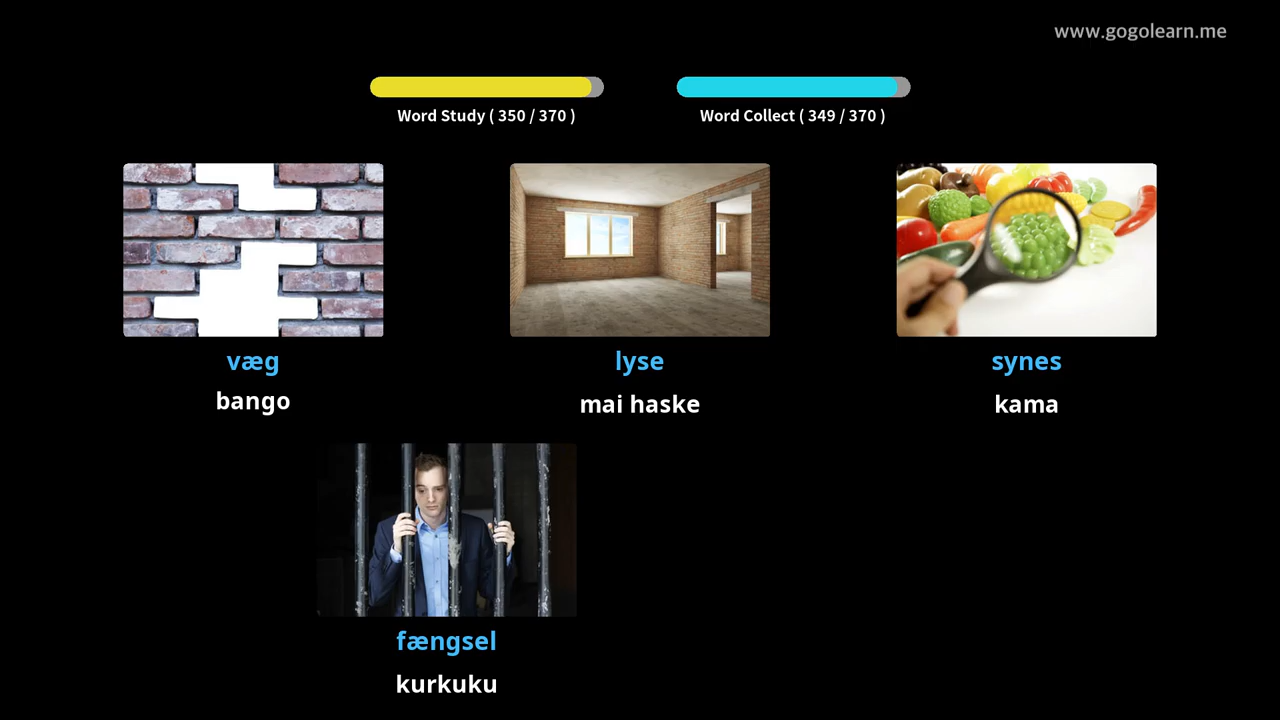 www.gogolearn.me
Word Study ( 350 / 370 )
Word Collect ( 349 / 370 )
væg
bango
lyse
mai haske
synes
kama
fængsel
kurkuku